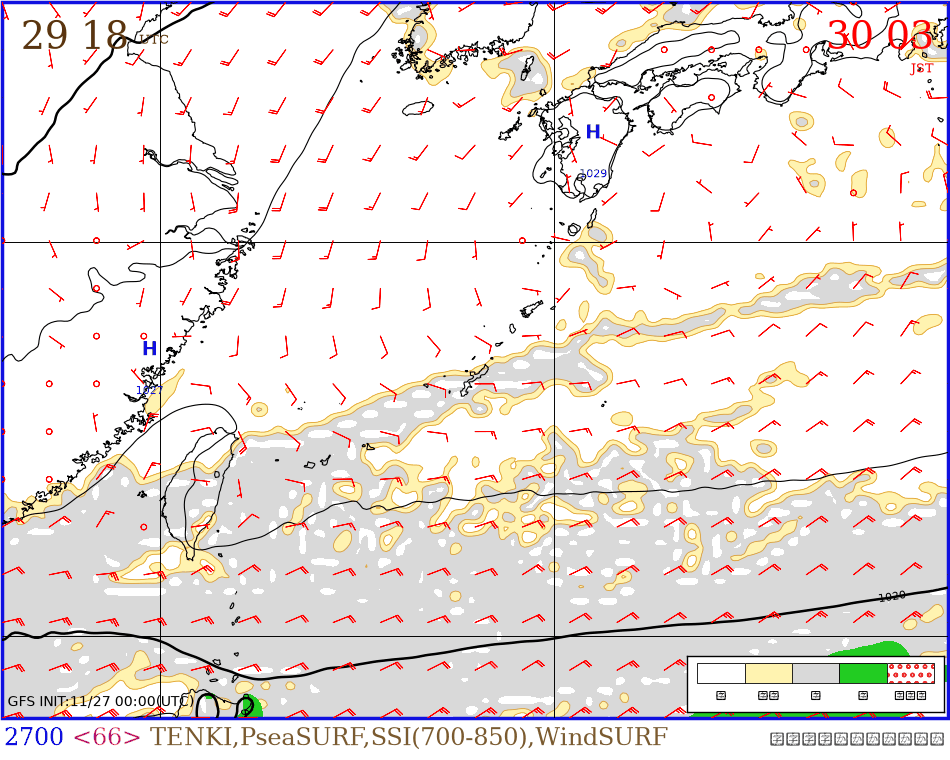 29 18 UTC 30 03
JST
H
1029
H
1027
1020
GFS INIT:11/27 00:00(UTC)
2700 <66> TENKI,PseaSURF,SSI(700-850),WindSURF